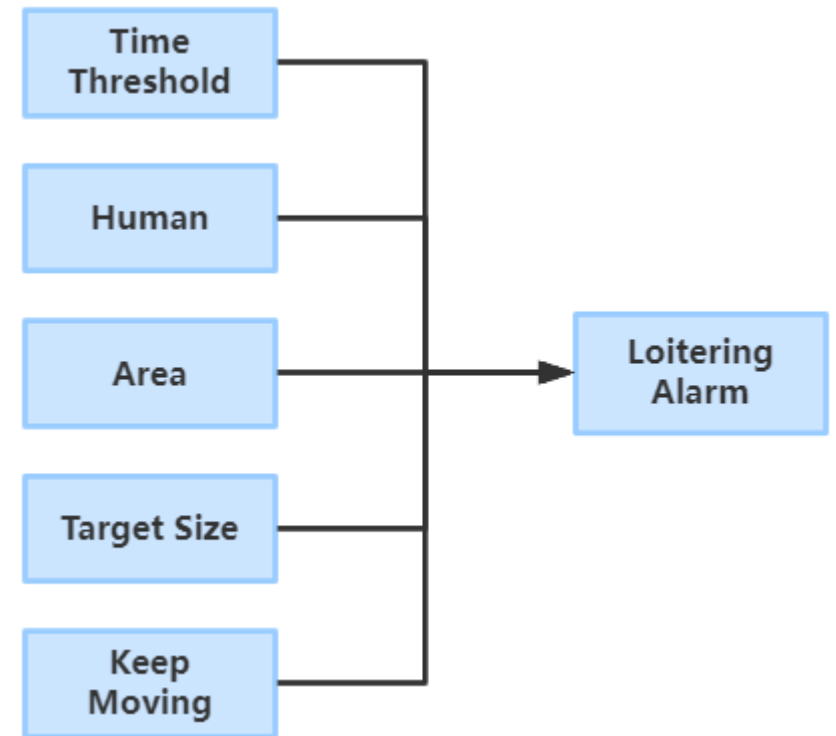 Time
Threshold
Human
Area
Loitering
Alarm
Target Size
Keep
Moving